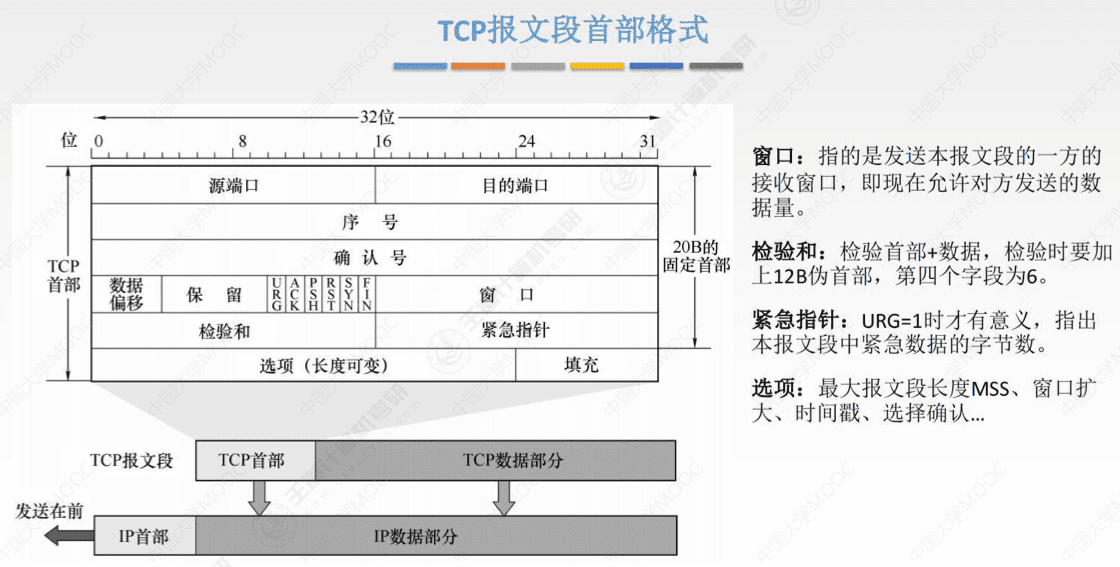 TCP报文段首部格式
32位
位 0 8 16 24 31
源端口 目的端口
序 号
确 认 号
数据偏移 保 留 URG ACK PSH RST SYN FIN 窗 口
检验和 紧急指针
选项（长度可变） 填充
TCP首部
20B的固定首部
TCP报文段 TCP首部 TCP数据部分
发送在前
IP首部 IP数据部分
窗口：指的是发送本报文段的一方的
接收窗口，即现在允许对方发送的数
据量。
检验和：检验首部+数据，检验时要加
上12B伪首部，第四个字段为6。
紧急指针：URG=1时才有意义，指出
本报文段中紧急数据的字节数。
选项：最大报文段长度MSS、窗口扩
大、时间戳、选择确认…
中国大学MOOC
王道计算机考研